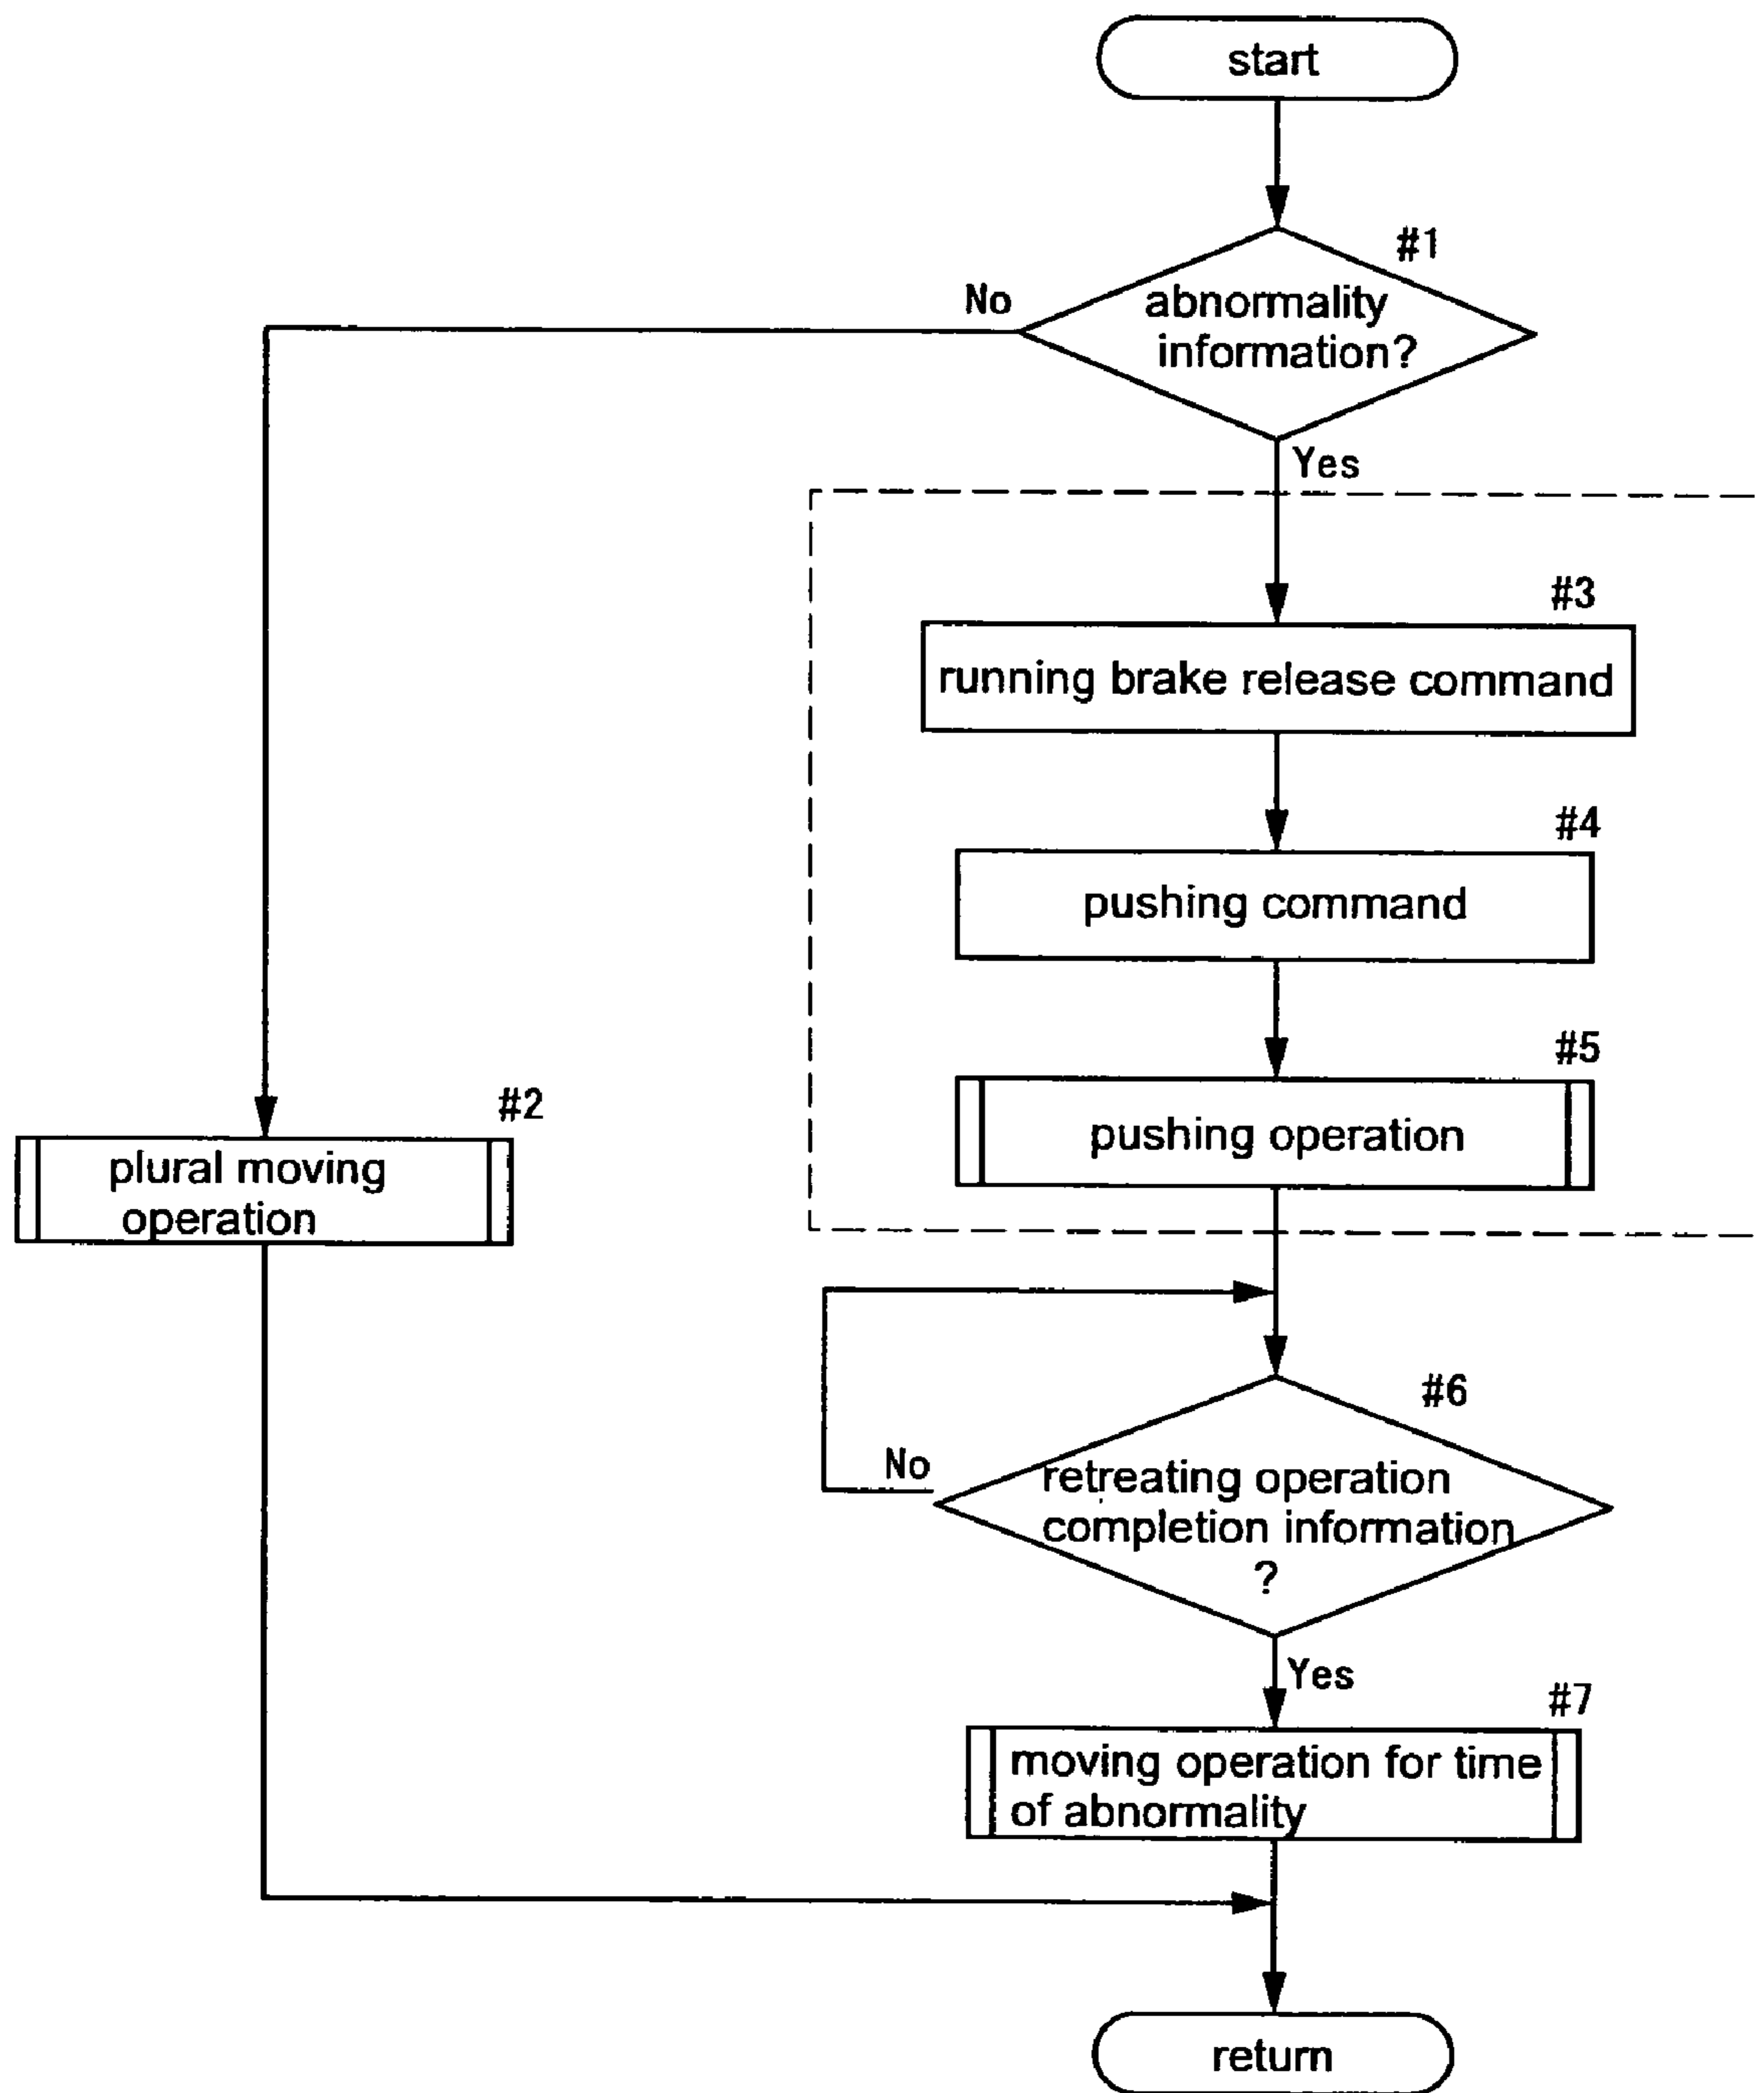 start
#1
No
abnormality
information?
Yes
#3
running brake release command
#4
pushing command
#5
pushing operation
#2
plural moving
operation
#6
No
retreating operation
completion information
?
Yes
#7
moving operation for time
of abnormality
return